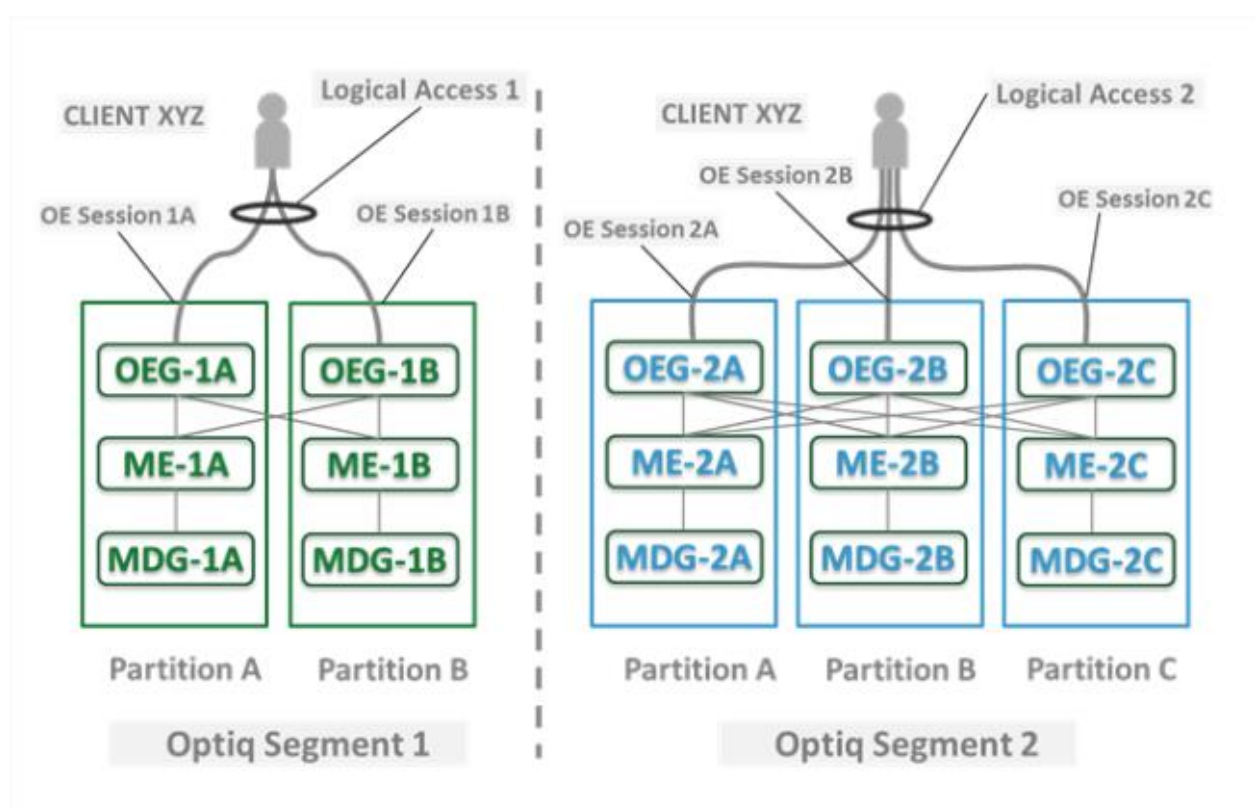 Logical Access 1
CLIENT XYZ
OE Session 1A
OE Session 1B
OEG-1A
OEG-1B
ME-1A
ME-1B
MDG-1A
MDG-1B
Partition A
Partition B
Optiq Segment 1
Logical Access 2
CLIENT XYZ
OE Session 2B
OE Session 2C
OE Session 2A
OEG-2A
OEG-2B
OEG-2C
ME-2A
ME-2B
ME-2C
MDG-2A
MDG-2B
MDG-2C
Partition A
Partition B
Partition C
Optiq Segment 2